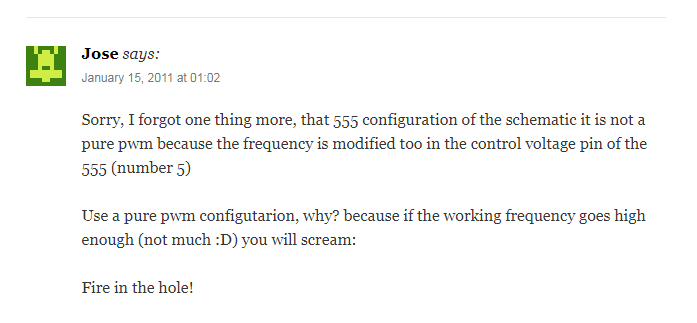 Jose says:
January 15, 2011 at 01:02
Sorry, I forgot one thing more, that 555 configuration of the schematic it is not a
pure pwm because the frequency is modified too in the control voltage pin of the
555 (number 5)
Use a pure pwm configutarion, why? because if the working frequency goes high
enough (not much :D) you will scream:
Fire in the hole!